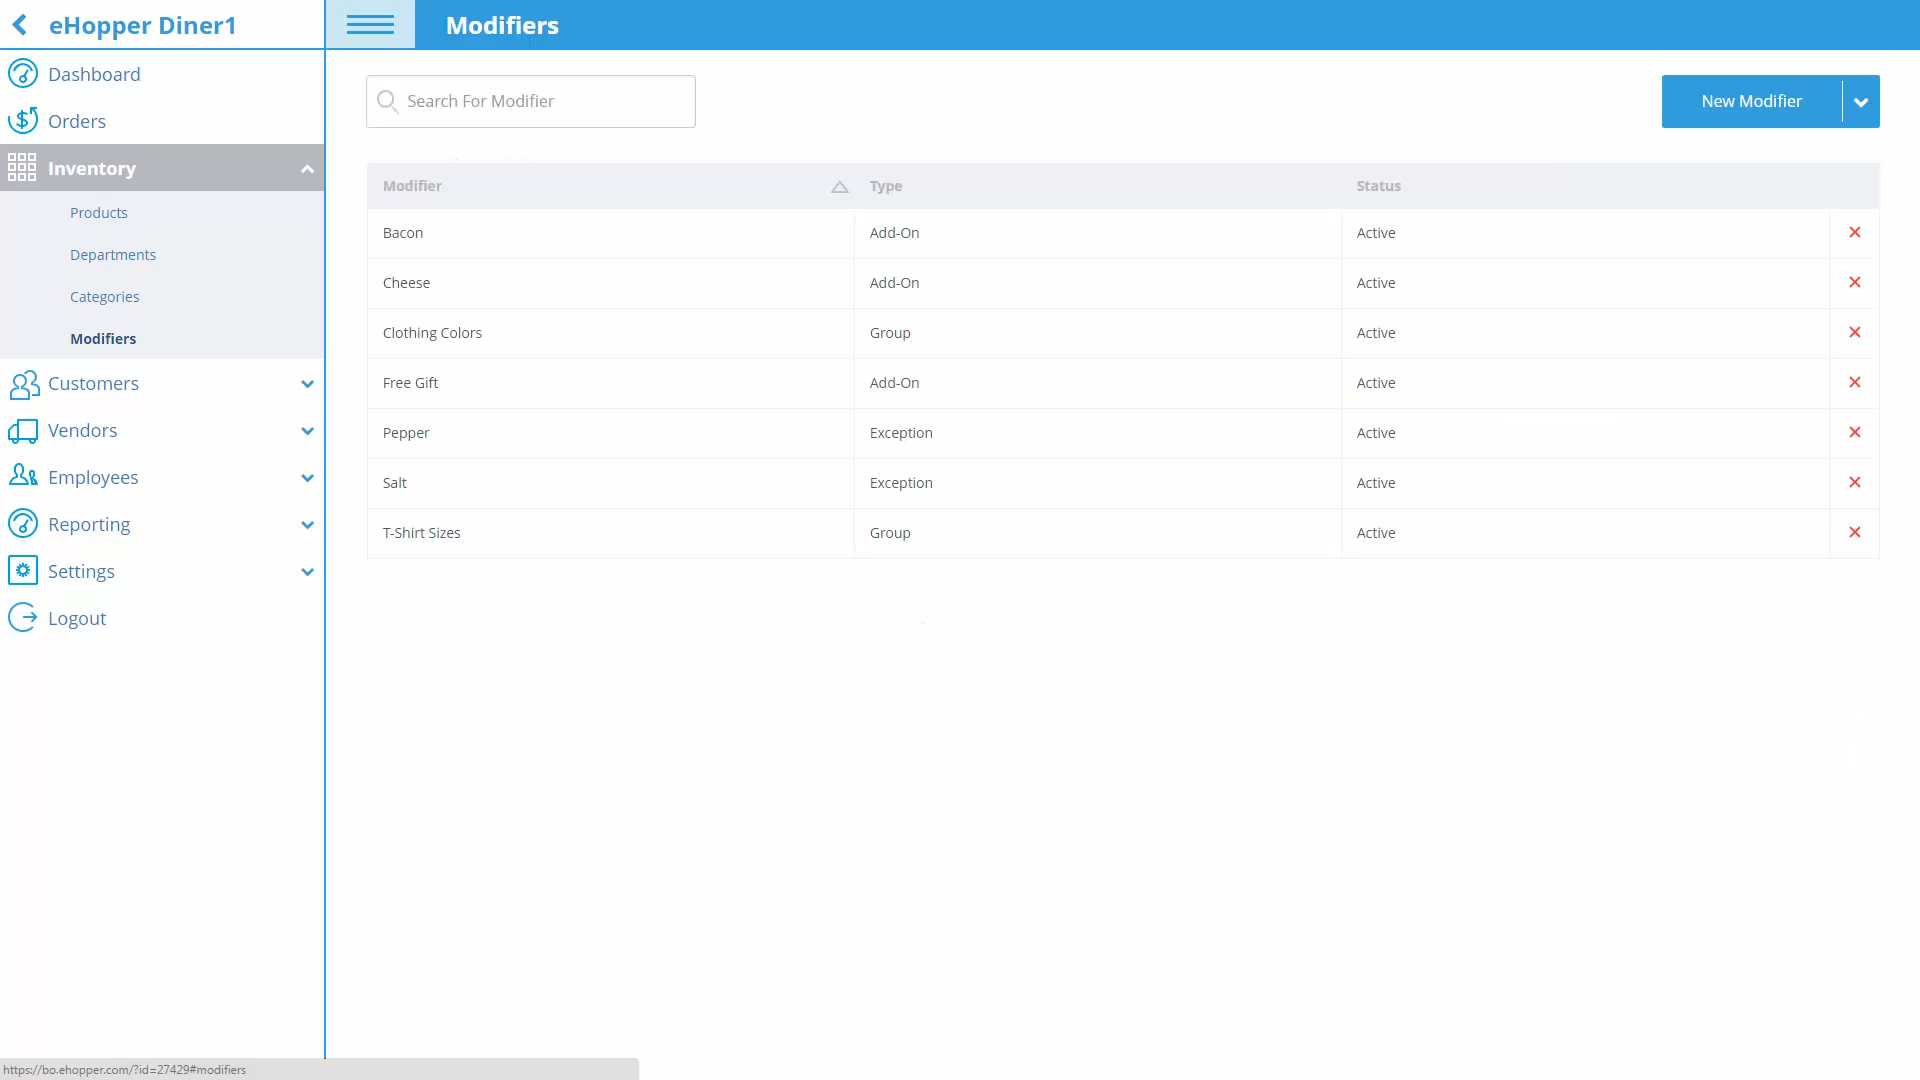 eHopper Diner1
Modifiers
Dashboard
Orders
Inventory
Products
Departments
Categories
Modifiers
Customers
Vendors
Employees
Reporting
Settings
Logout
Search For Modifier
New Modifier
Modifier Type Status
Bacon Add-On Active
Cheese Add-On Active
Clothing Colors Group Active
Free Gift Add-On Active
Pepper Exception Active
Salt Exception Active
T-Shirt Sizes Group Active
https://bo.ehopper.com/?id=27429#modifiers